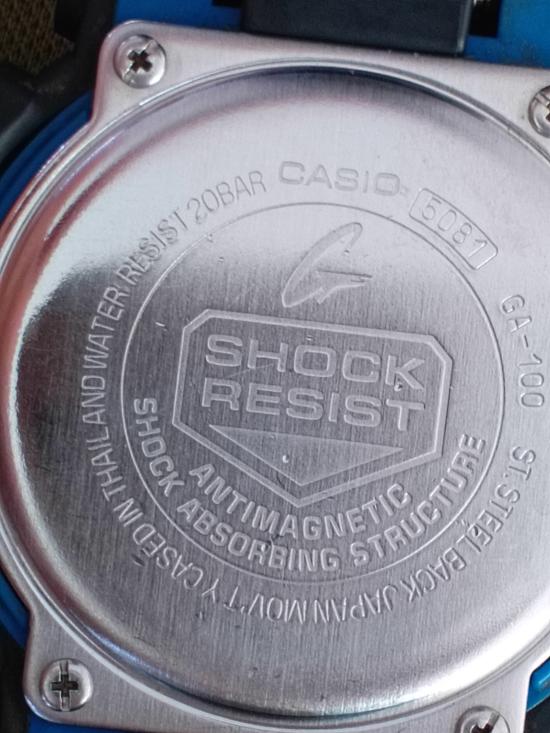 CASIO 5081
GA-100 ST. STEEL BACK JAPAN MOV'T Y CASED IN THAILAND WATER RESIST 20BAR
G
SHOCK
RESIST
ANTIMAGNETIC
SHOCK ABSORBING STRUCTURE